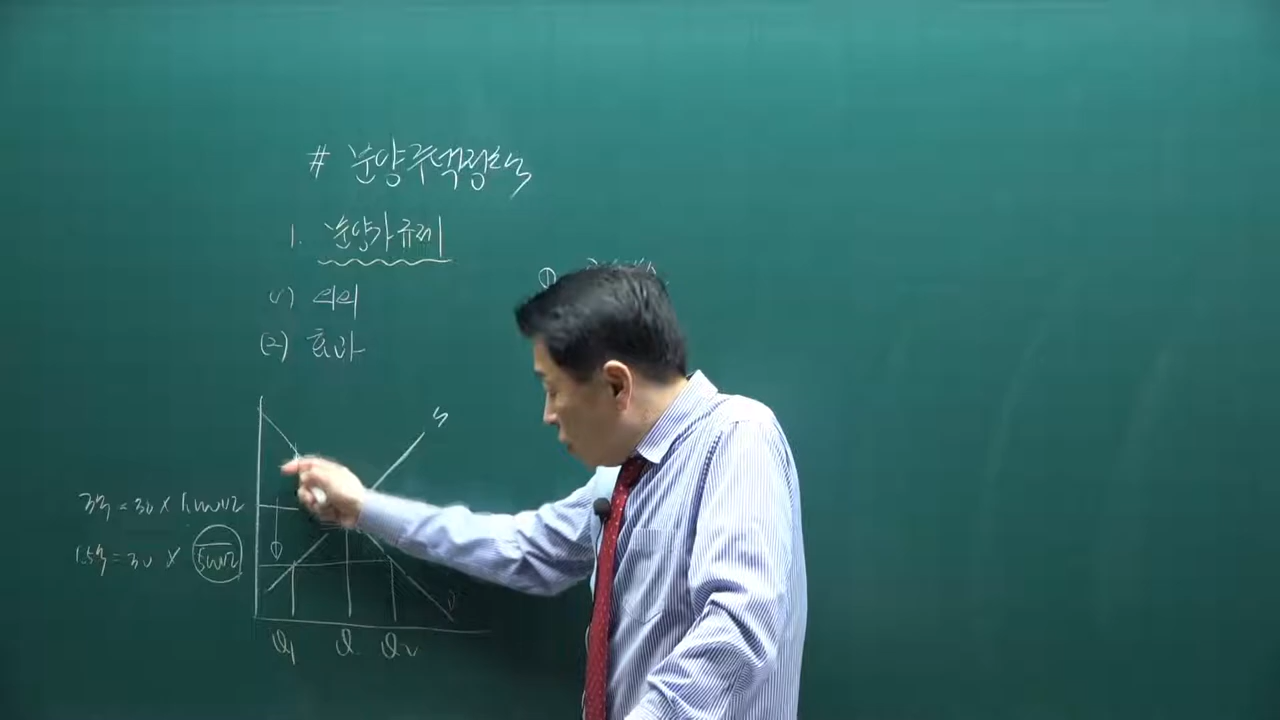 # 분양주택정책
1. 분양가규제
(1) 의의
(2) 효과
①
S
3억 = 30 × 1,000만
1.5억 = 30 × 500만
D
Q1 Q Q2